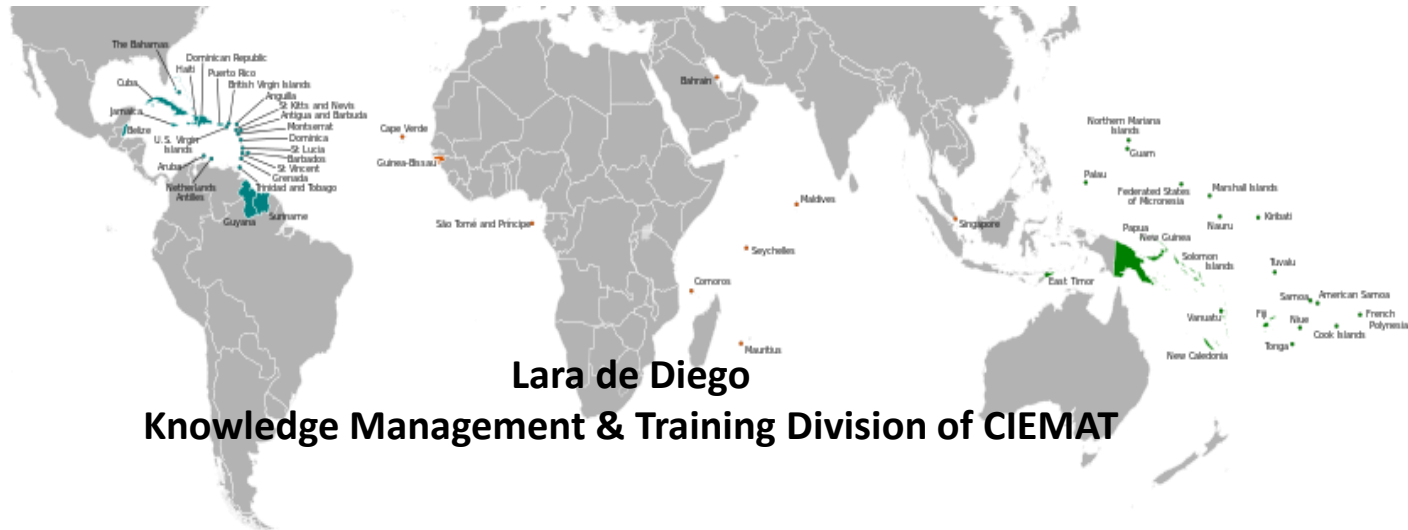 The Bahamas
Dominican Republic
Haiti
Puerto Rico
Cuba
British Virgin Islands
Anguilla
St Kitts and Nevis
Antigua and Barbuda
Jamaica
Montserrat
Belize
U.S. Virgin
Islands
Dominica
St Lucia
Barbados
St Vincent
Aruba
Grenada
Netherlands
Antilles
Trinidad and Tobago
Guyana
Suriname
Cape Verde
Guinea-Bissau
São Tomé and Príncipe
Bahrain
Maldives
Seychelles
Comoros
Mauritius
Singapore
Northern Mariana
Islands
Guam
Palau
Federated States
of Micronesia
Marshall Islands
Nauru
Kiribati
Papua
New Guinea
Solomon
Islands
East Timor
Tuvalu
Samoa
American Samoa
Vanuatu
Fiji
Niue
French
Polynesia
Cook Islands
Tonga
New Caledonia
Lara de Diego
Knowledge Management & Training Division of CIEMAT